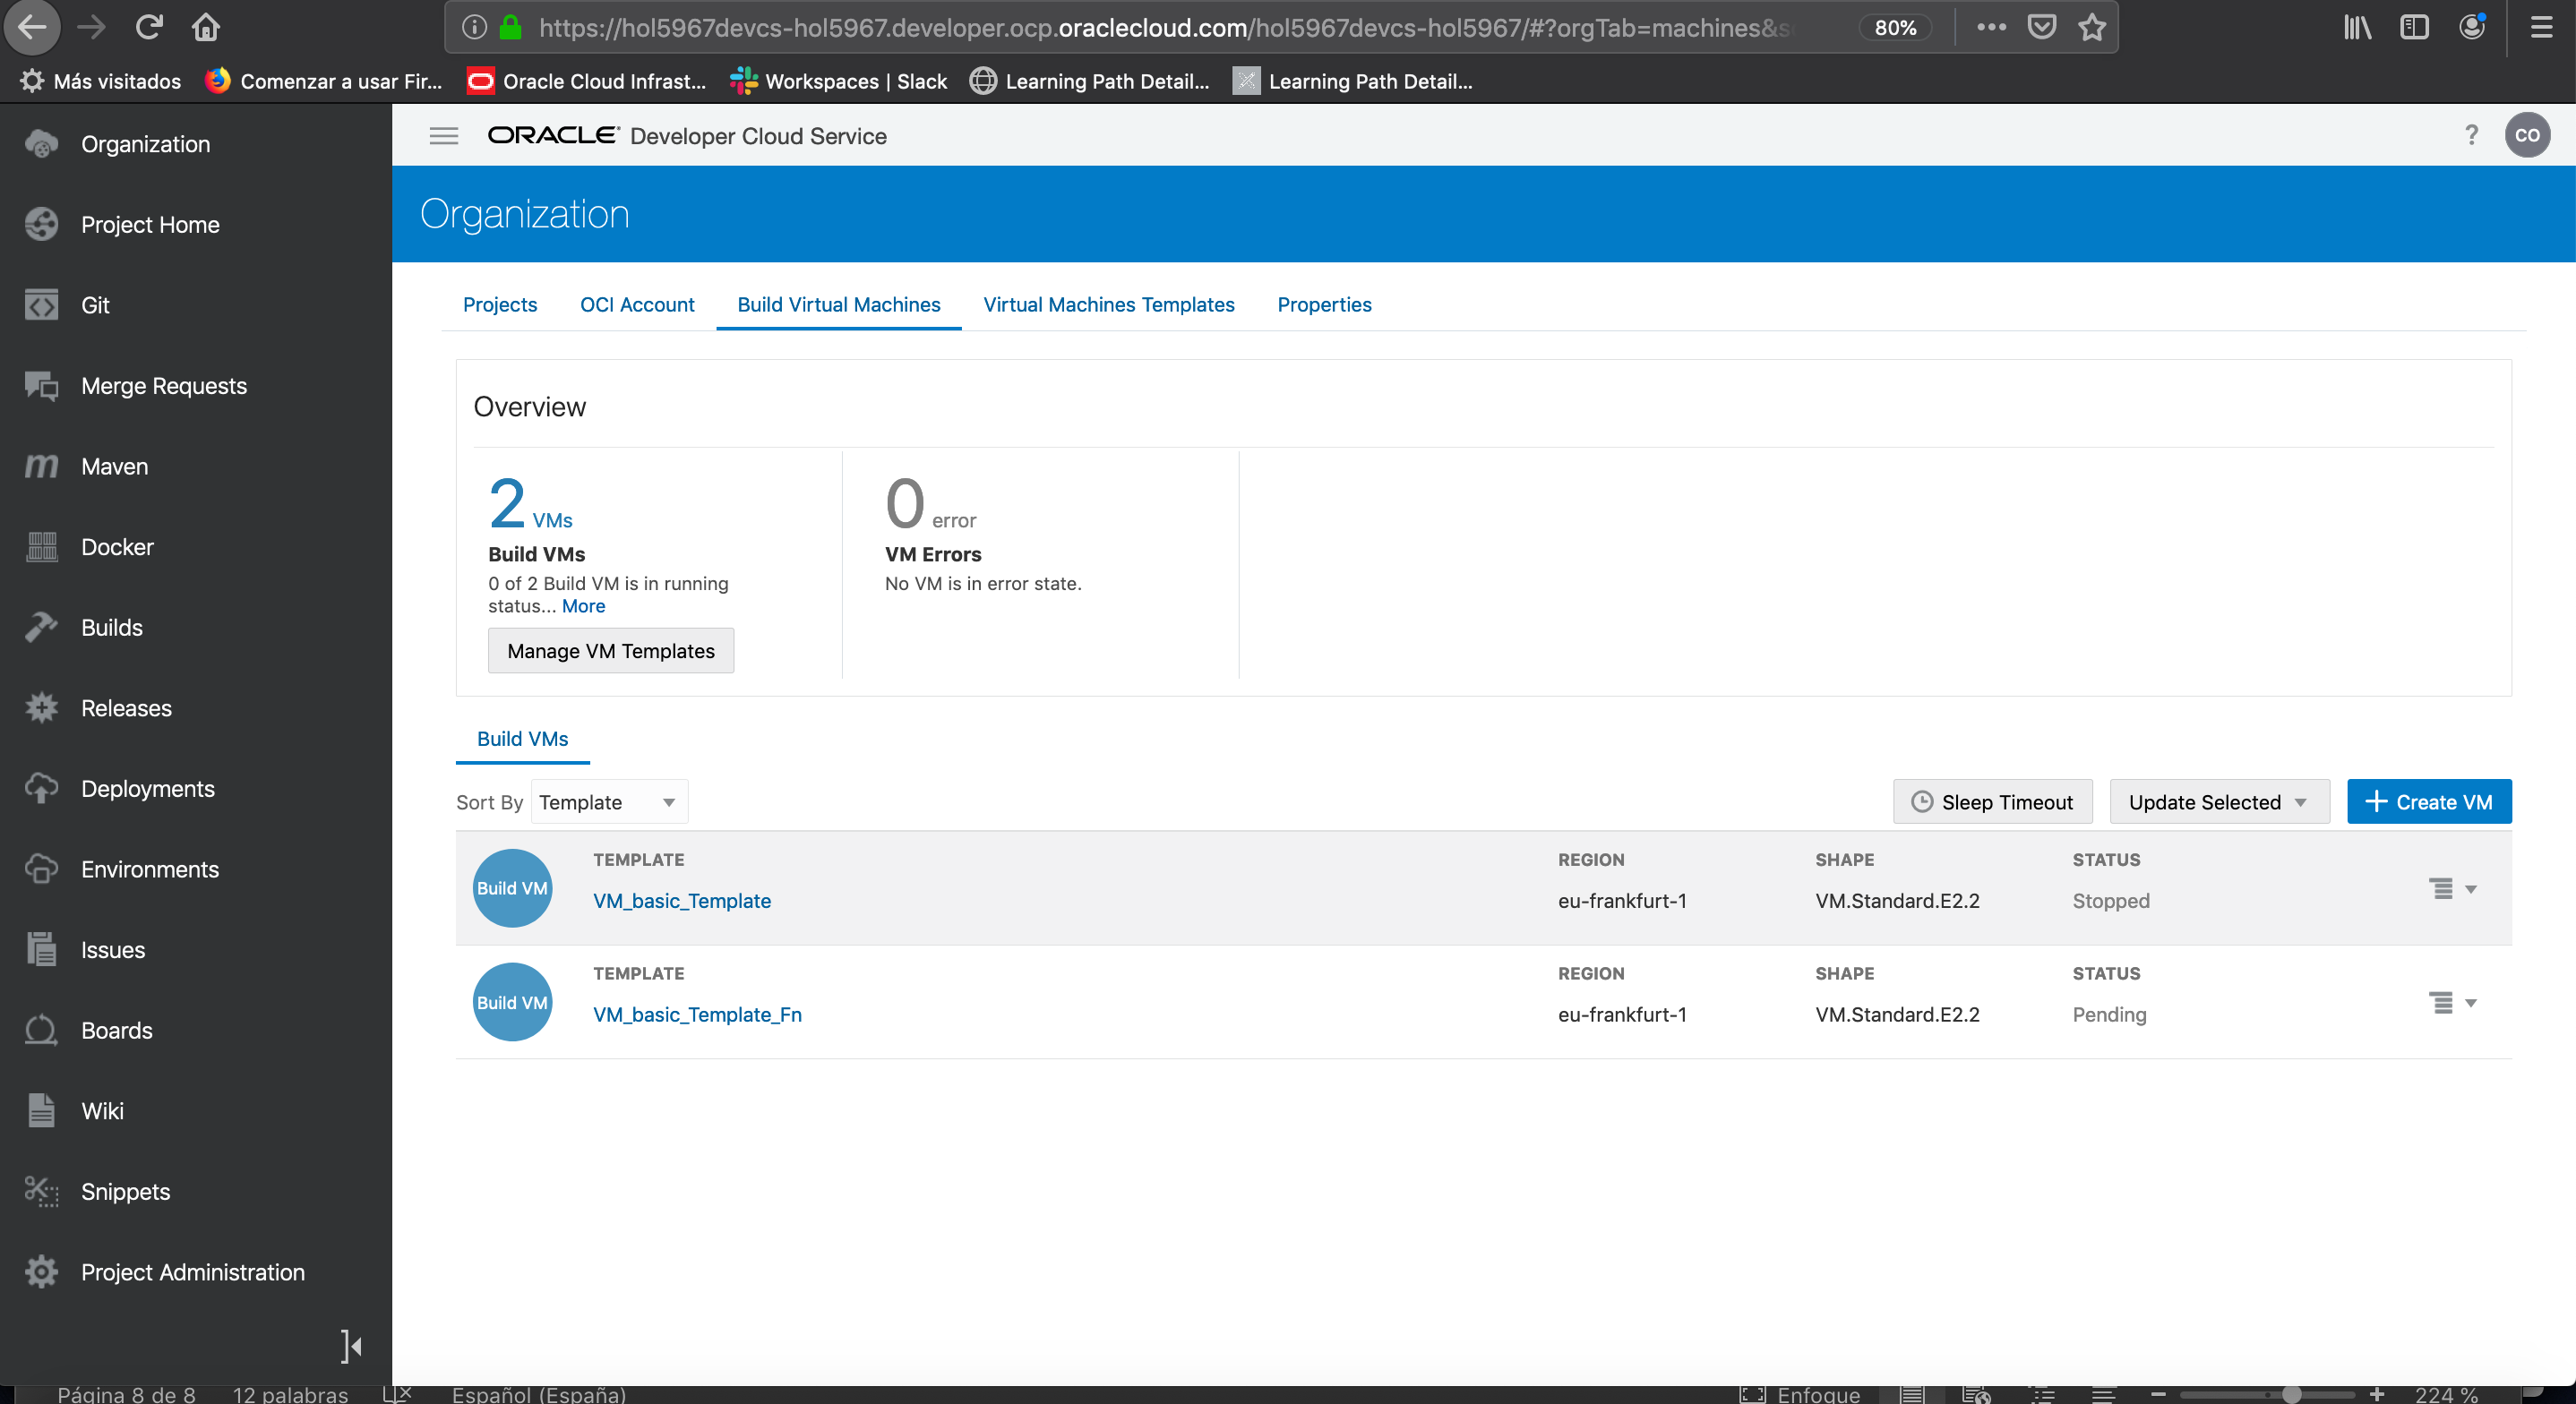 https://hol5967devcs-hol5967.developer.ocp.oraclecloud.com/hol5967devcs-hol5967/#?orgTab=machines&s
80%
Más visitados
Comenzar a usar Fir...
Oracle Cloud Infrast...
Workspaces | Slack
Learning Path Detail...
Learning Path Detail...
Organization
Project Home
Git
Merge Requests
Maven
Docker
Builds
Releases
Deployments
Environments
Issues
Boards
Wiki
Snippets
Project Administration
ORACLE Developer Cloud Service
?
CO
Organization
Projects
OCI Account
Build Virtual Machines
Virtual Machines Templates
Properties
Overview
2 VMs
Build VMs
0 of 2 Build VM is in running
status... More
Manage VM Templates
0 error
VM Errors
No VM is in error state.
Build VMs
Sort By Template
Sleep Timeout
Update Selected
Create VM
Build VM
TEMPLATE
VM_basic_Template
REGION
eu-frankfurt-1
SHAPE
VM.Standard.E2.2
STATUS
Stopped
Build VM
TEMPLATE
VM_basic_Template_Fn
REGION
eu-frankfurt-1
SHAPE
VM.Standard.E2.2
STATUS
Pending
Página 8 de 8
12 palabras
Español (España)
Enfoque
224 %